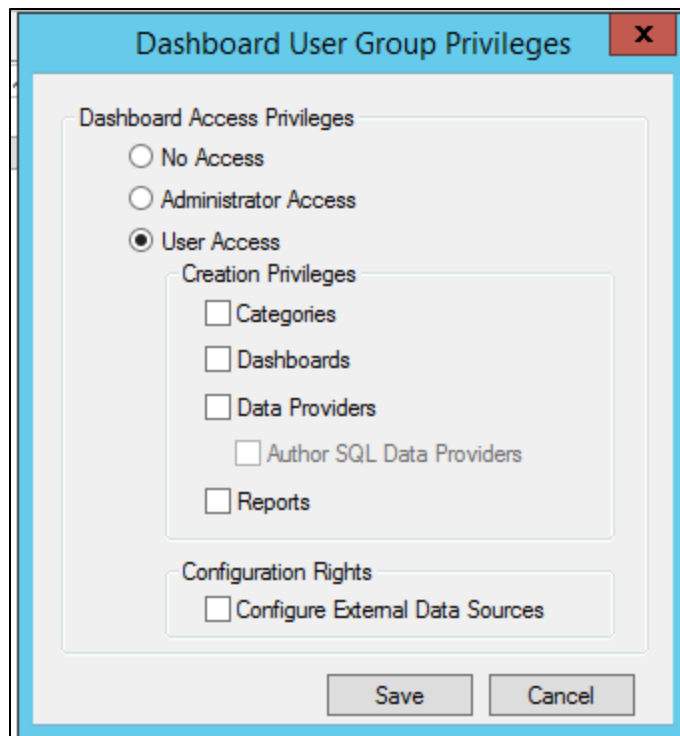 Dashboard User Group Privileges
x
Dashboard Access Privileges
No Access
Administrator Access
User Access
Creation Privileges
Categories
Dashboards
Data Providers
Author SQL Data Providers
Reports
Configuration Rights
Configure External Data Sources
Save Cancel